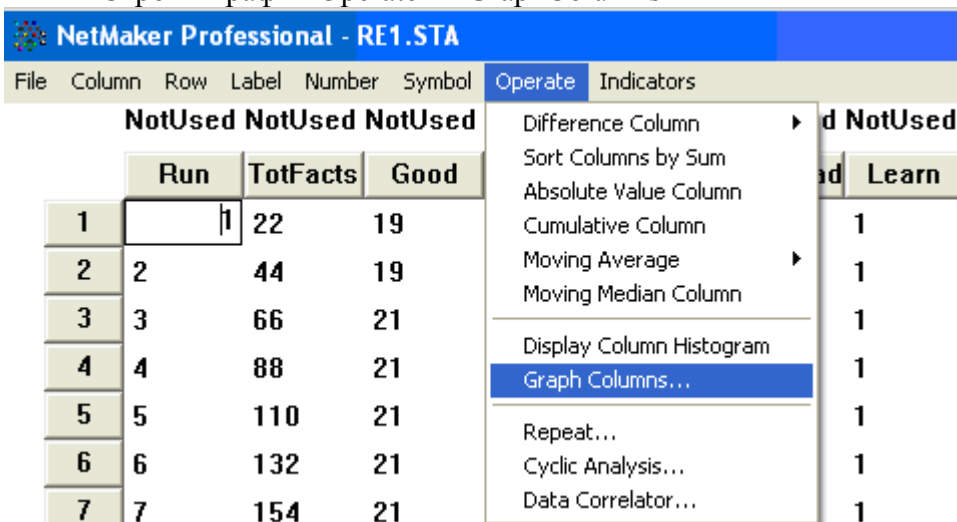 NetMaker Professional - RE1.STA
File Column Row Label Number Symbol Operate Indicators
NotUsed NotUsed NotUsed NotUsed
Run TotFacts Good Learn
1 1 22 19 1
2 2 44 19 1
3 3 66 21 1
4 4 88 21 1
5 5 110 21 1
6 6 132 21 1
7 7 154 21 1
Difference Column
Sort Columns by Sum
Absolute Value Column
Cumulative Column
Moving Average
Moving Median Column
Display Column Histogram
Graph Columns...
Repeat...
Cyclic Analysis...
Data Correlator...